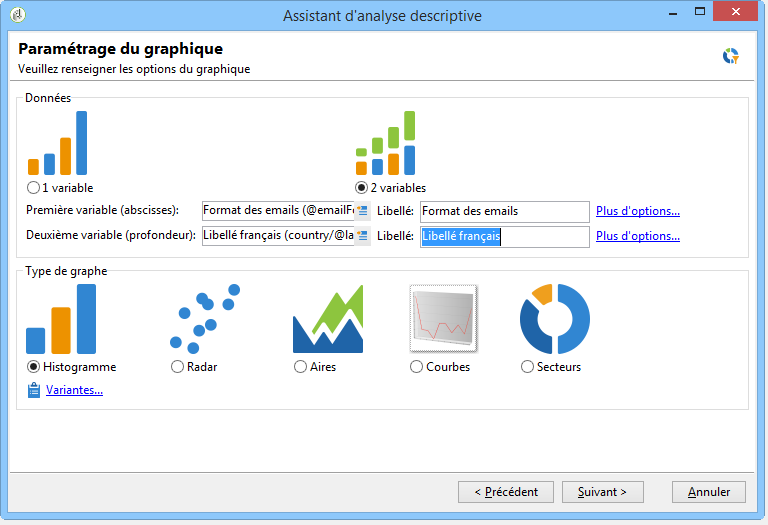 Assistant d'analyse descriptive
Paramétrage du graphique
Veuillez renseigner les options du graphique
Données
1 variable
2 variables
Première variable (abscisses): Format des emails (@emailFo Libellé: Format des emails Plus d'options...
Deuxième variable (profondeur): Libellé français (country/@la Libellé: Libellé français Plus d'options...
Type de graphe
Histogramme Radar Aires Courbes Secteurs
Variantes...
< Précédent Suivant > Annuler